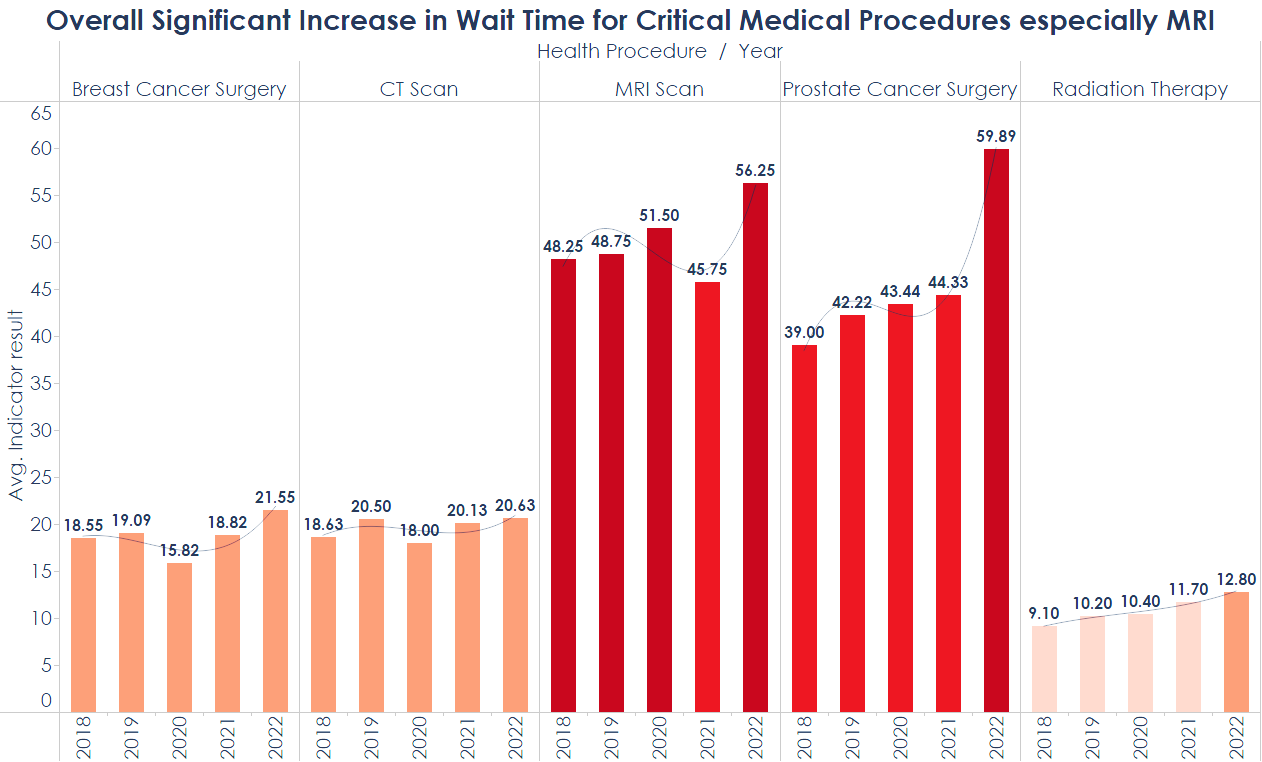 Overall Significant Increase in Wait Time for Critical Medical Procedures especially MRI
Health Procedure / Year
Breast Cancer Surgery CT Scan MRI Scan Prostate Cancer Surgery Radiation Therapy
Avg. Indicator result
65
60
55
50
45
40
35
30
25
20
15
10
5
0
18.55 19.09 15.82 18.82 21.55
18.63 20.50 18.00 20.13 20.63
48.25 48.75 51.50 45.75 56.25
39.00 42.22 43.44 44.33 59.89
9.10 10.20 10.40 11.70 12.80
2018 2019 2020 2021 2022 2018 2019 2020 2021 2022 2018 2019 2020 2021 2022 2018 2019 2020 2021 2022 2018 2019 2020 2021 2022